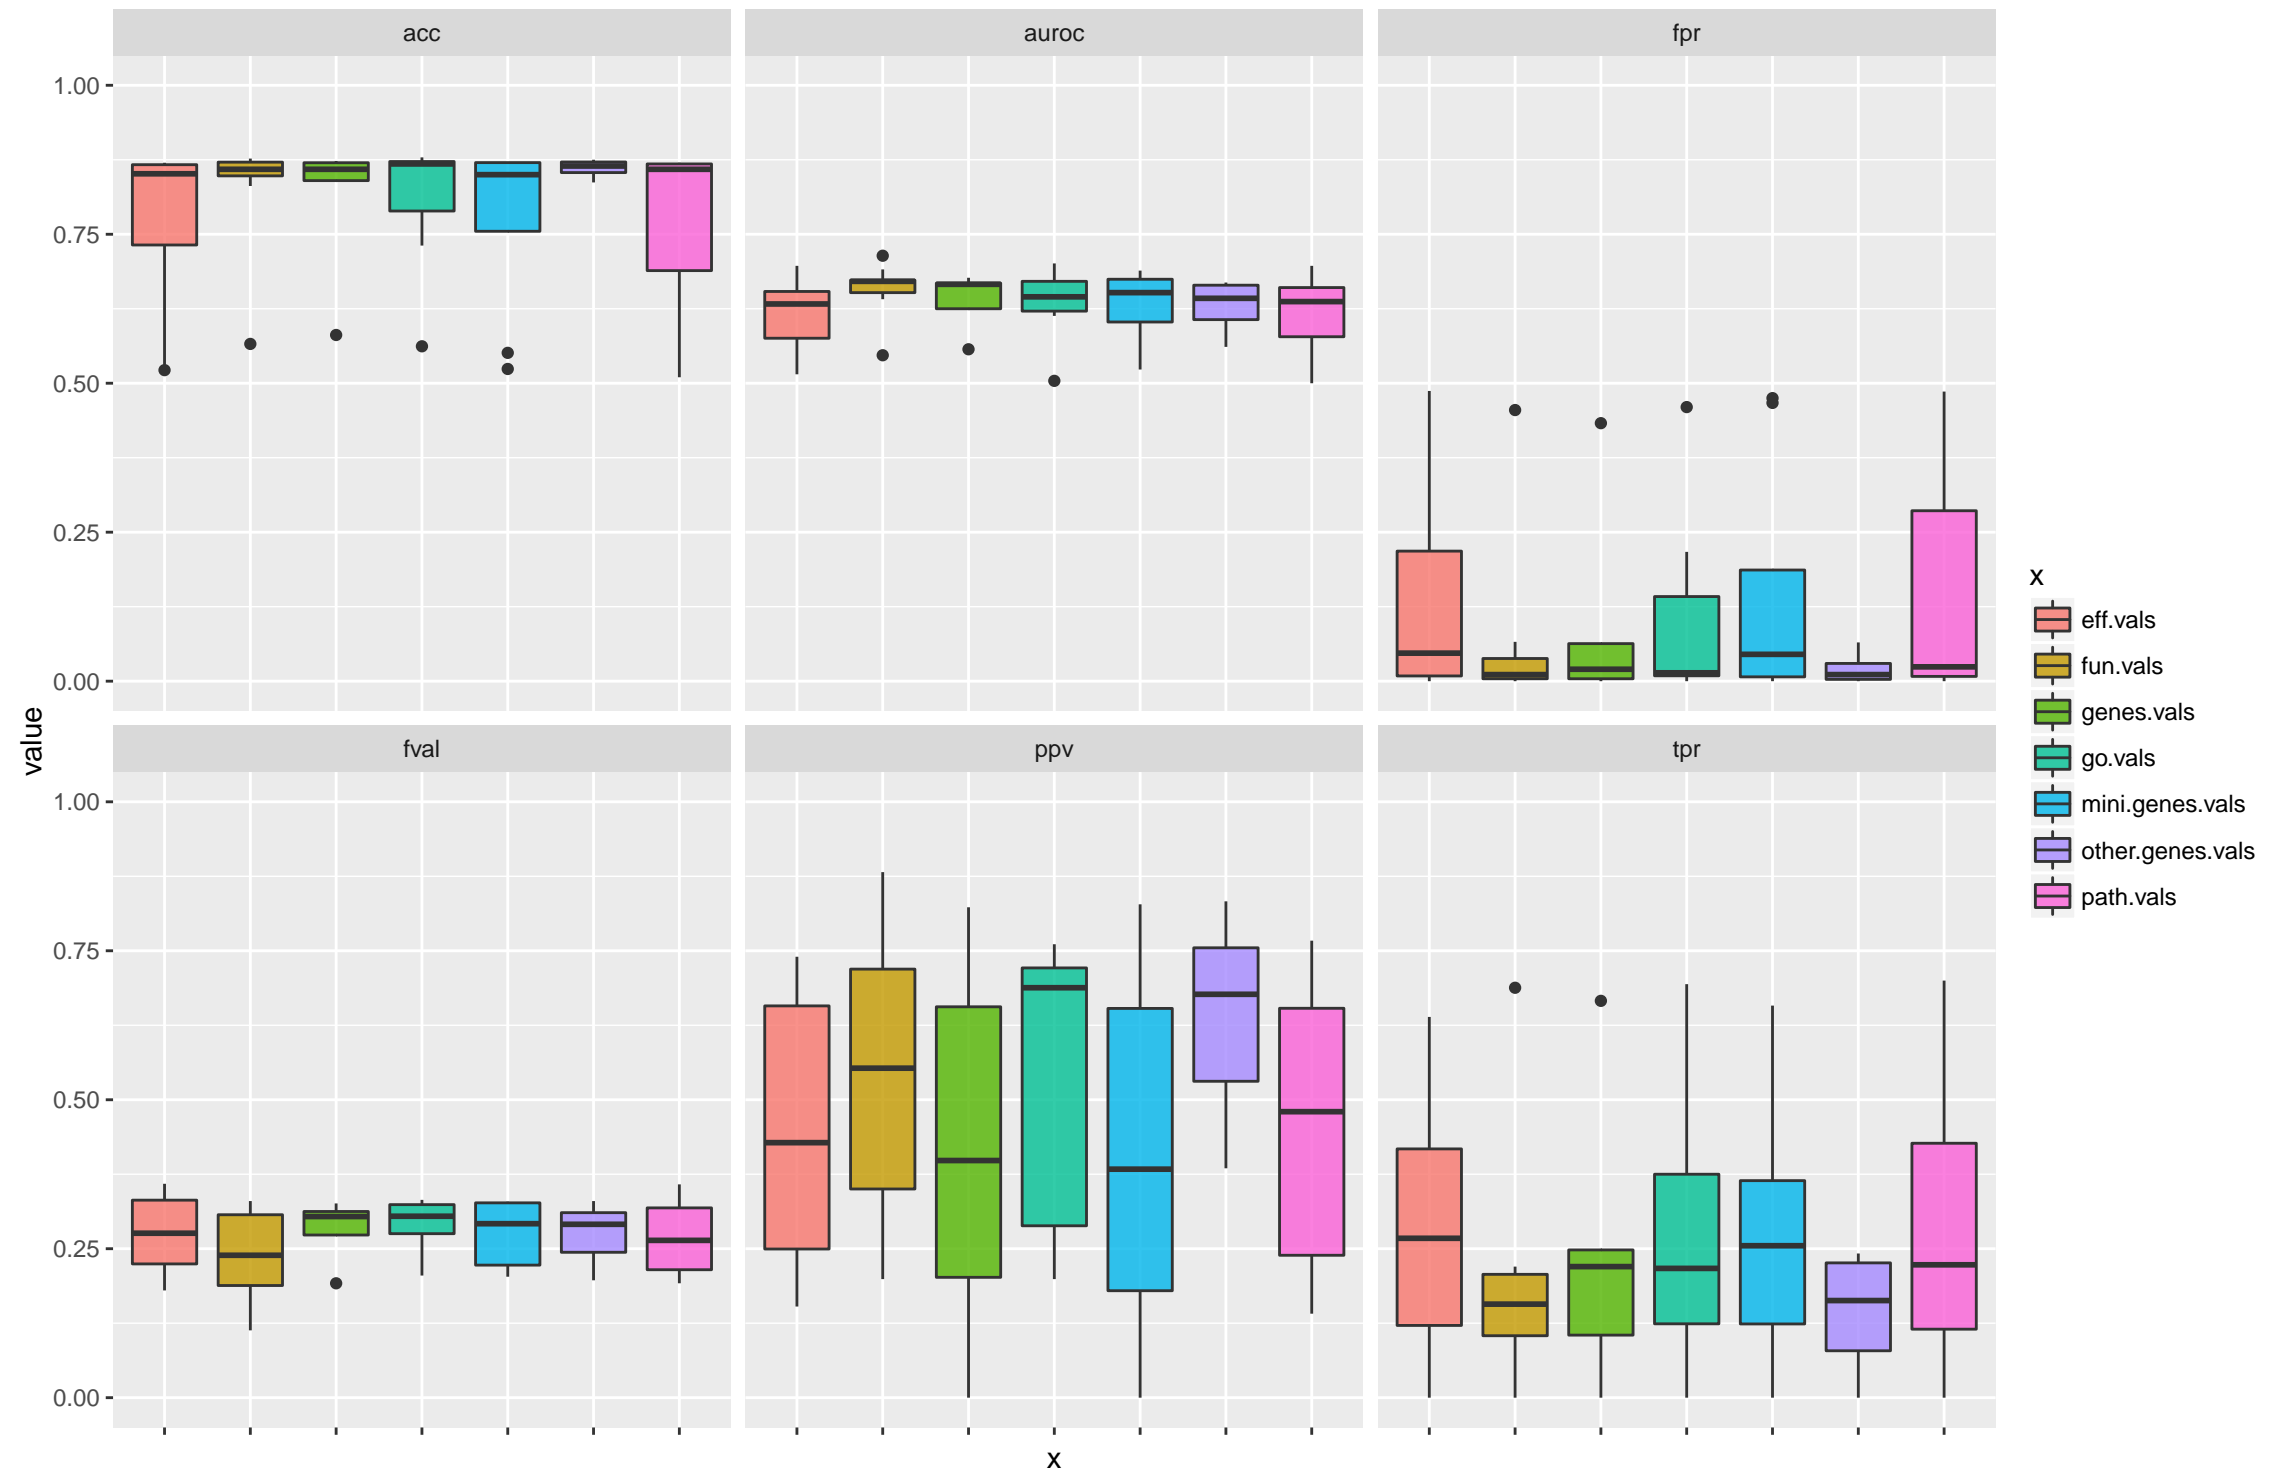 acc
auroc
fpr
1.00
0.75
0.50
0.25
0.00
fval
ppv
tpr
1.00
0.75
0.50
0.25
0.00
value
x
x
eff.vals
fun.vals
genes.vals
go.vals
mini.genes.vals
other.genes.vals
path.vals